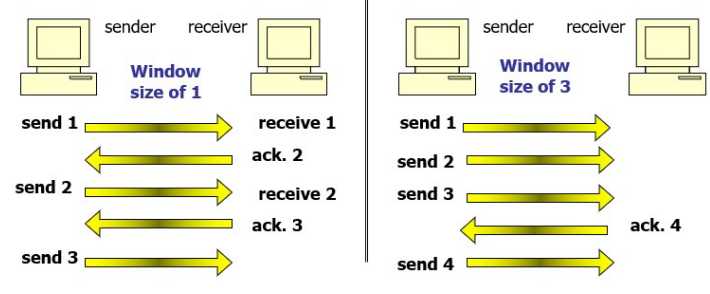 sender receiver
Window
size of 1
send 1
receive 1
ack. 2
send 2
receive 2
ack. 3
send 3
sender receiver
Window
size of 3
send 1
send 2
send 3
ack. 4
send 4